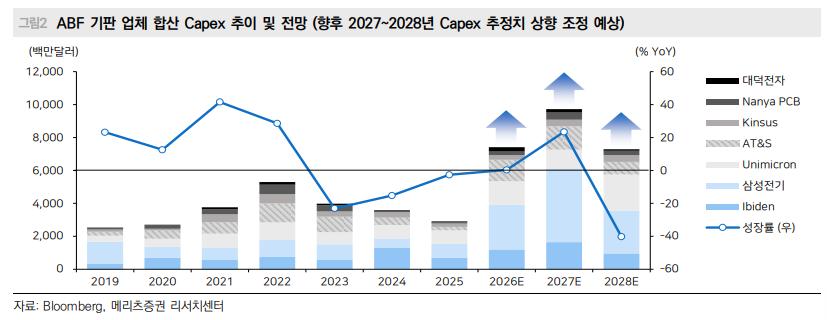 그림2 ABF 기판 업체 합산 Capex 추이 및 전망 (향후 2027~2028년 Capex 추정치 상향 조정 예상)
(백만달러) (% YoY)
12,000 60
10,000 40
8,000 20
6,000 0
4,000 -20
2,000 -40
0 -60
2019 2020 2021 2022 2023 2024 2025 2026E 2027E 2028E
대덕전자
Nanya PCB
Kinsus
AT&S
Unimicron
삼성전기
Ibiden
성장률 (우)
자료: Bloomberg, 메리츠증권 리서치센터